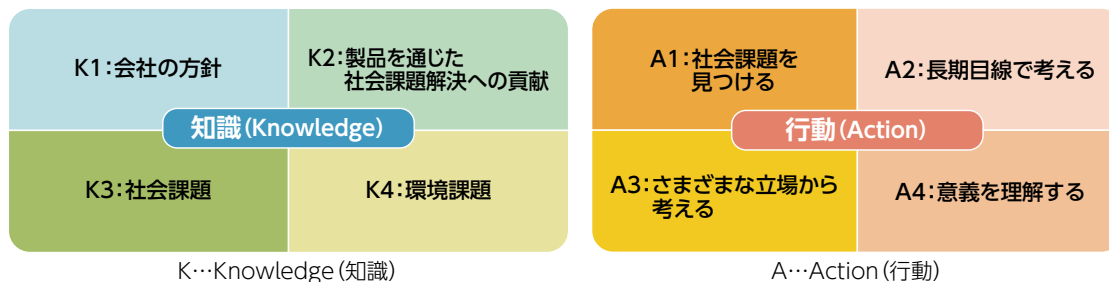 K1：会社の方針
K2：製品を通じた
社会課題解決への貢献
知識(Knowledge)
K3：社会課題
K4：環境課題
K…Knowledge(知識)
A1：社会課題を
見つける
A2：長期目線で考える
行動(Action)
A3：さまざまな立場から
考える
A4：意義を理解する
A…Action(行動)